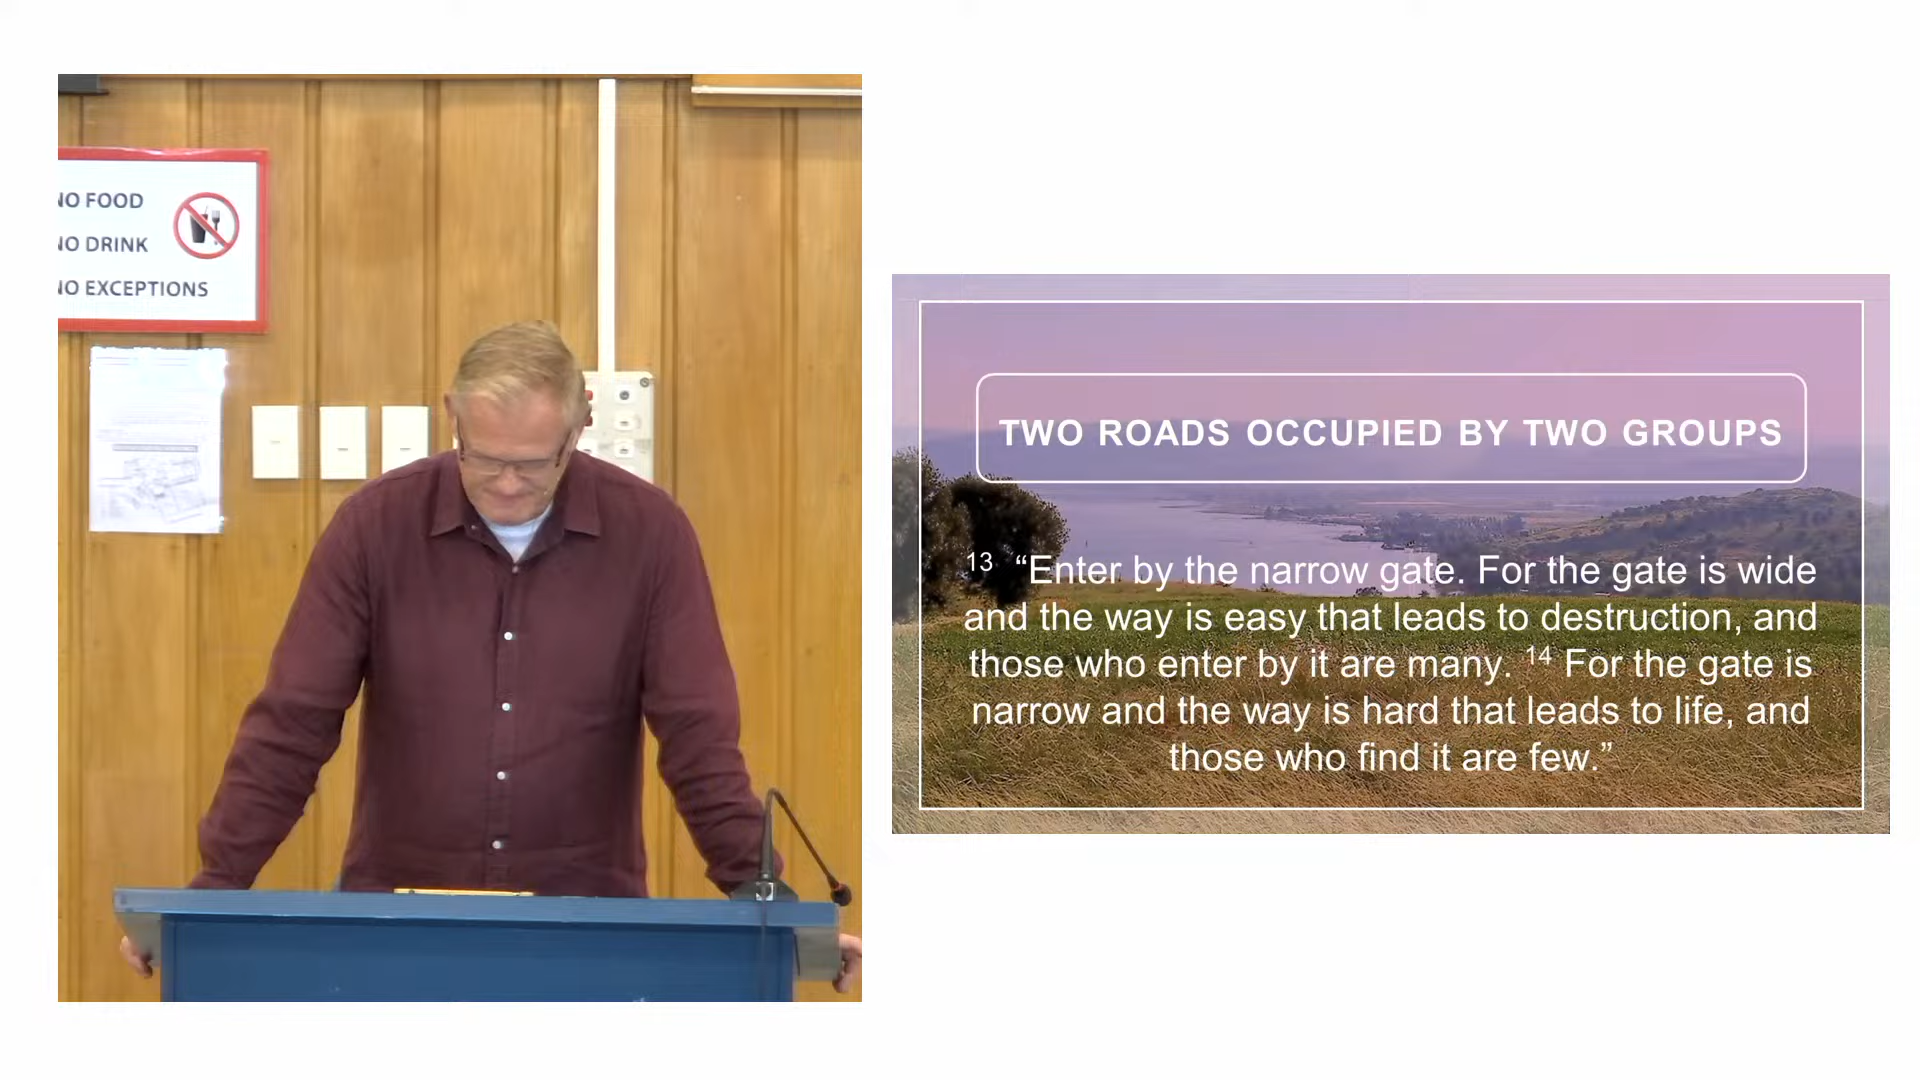 NO FOOD
NO DRINK
NO EXCEPTIONS
TWO ROADS OCCUPIED BY TWO GROUPS
13 “Enter by the narrow gate. For the gate is wide
and the way is easy that leads to destruction, and
those who enter by it are many. 14 For the gate is
narrow and the way is hard that leads to life, and
those who find it are few.”